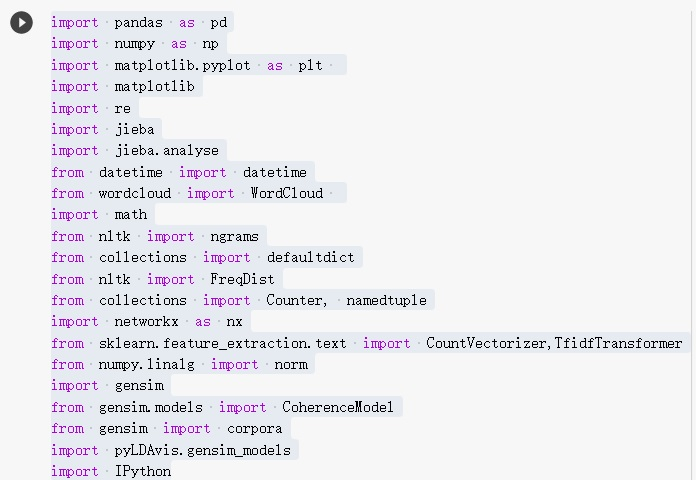 import pandas as pd
import numpy as np
import matplotlib.pyplot as plt
import matplotlib
import re
import jieba
import jieba.analyse
from datetime import datetime
from wordcloud import WordCloud
import math
from nltk import ngrams
from collections import defaultdict
from nltk import FreqDist
from collections import Counter, namedtuple
import networkx as nx
from sklearn.feature_extraction.text import CountVectorizer,TfidfTransformer
from numpy.linalg import norm
import gensim
from gensim.models import CoherenceModel
from gensim import corpora
import pyLDAvis.gensim_models
import IPython